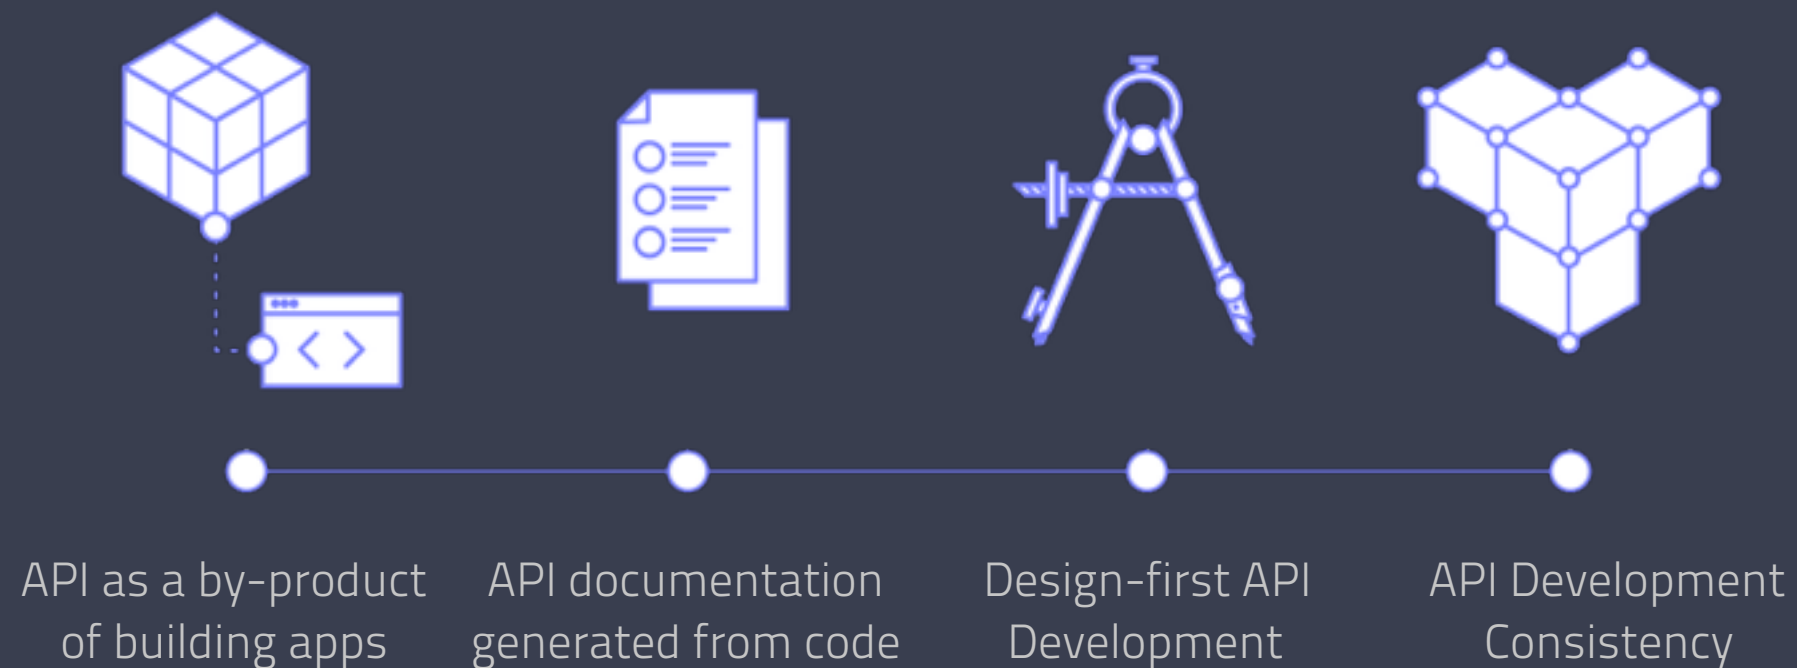 API as a by-product
of building apps
API documentation
generated from code
Design-first API
Development
API Development
Consistency